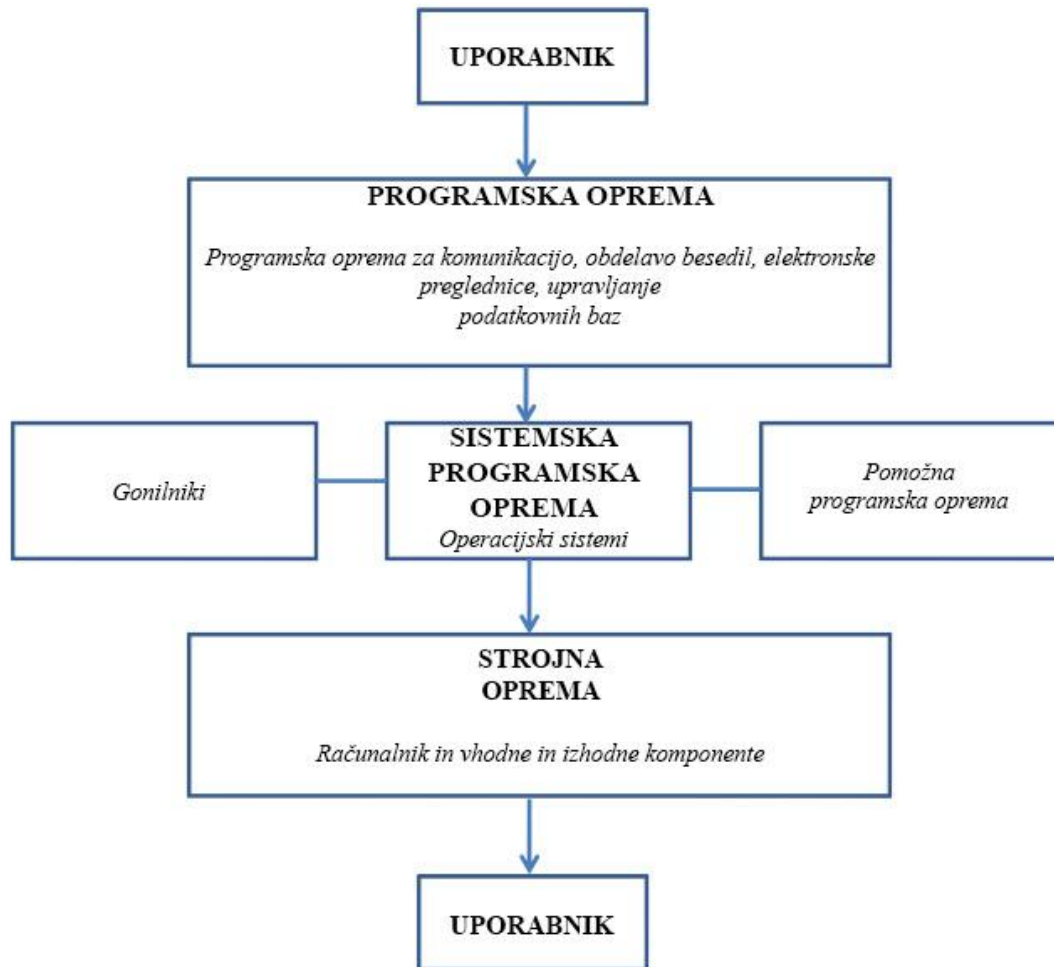 UPORABNIK
PROGRAMSKA OPREMA
Programska oprema za komunikacijo, obdelavo besedil, elektronske
preglednice, upravljanje
podatkovnih baz
Gonilniki
SISTEMSKA
PROGRAMSKA
OPREMA
Operacijski sistemi
Pomožna
programska oprema
STROJNA
OPREMA
Računalnik in vhodne in izhodne komponente
UPORABNIK